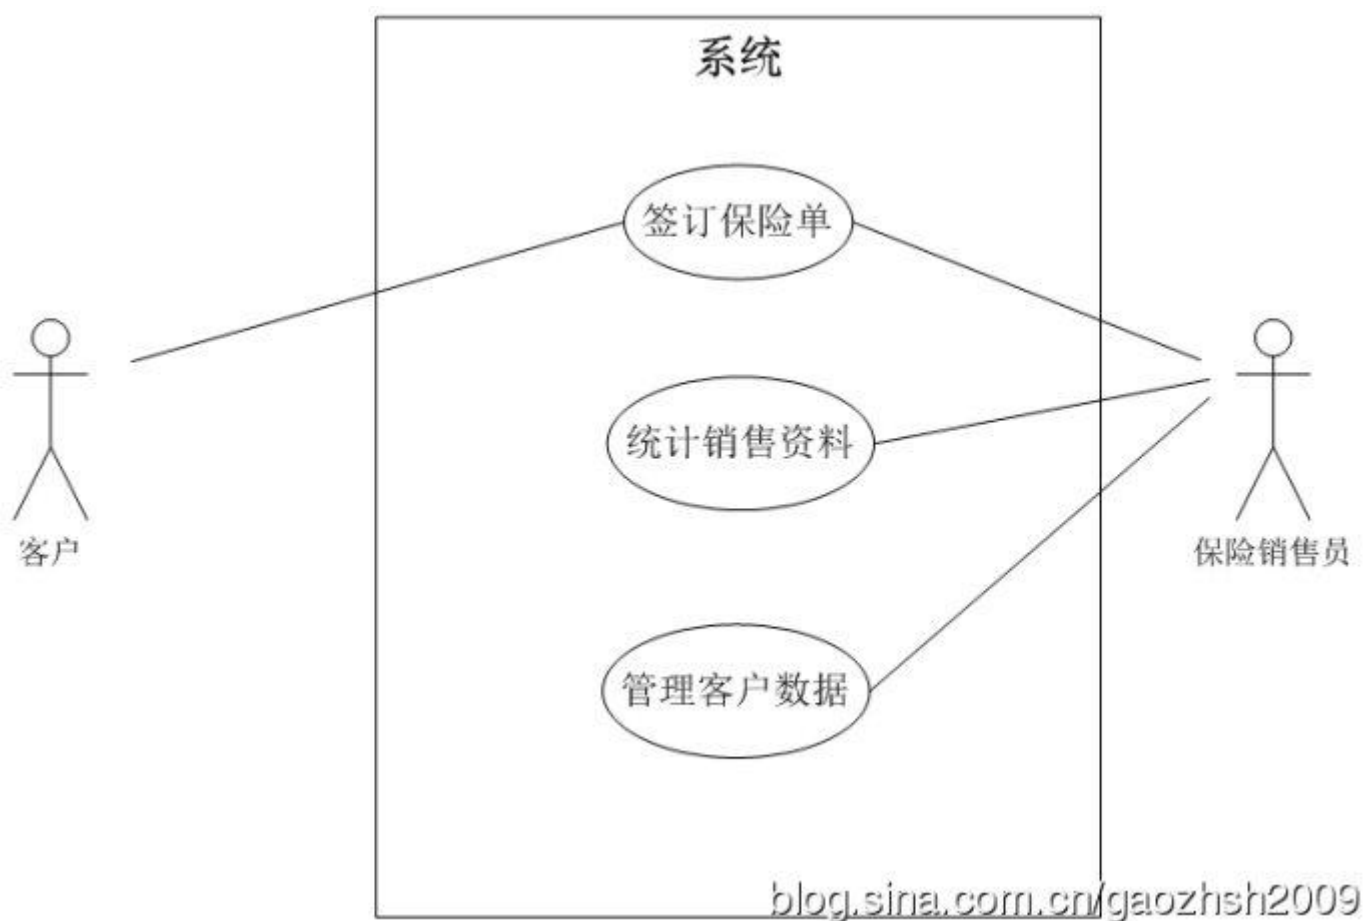 系统
签订保险单
统计销售资料
客户
保险销售员
管理客户数据
blog.sina.com.cn/gaozhsh2009